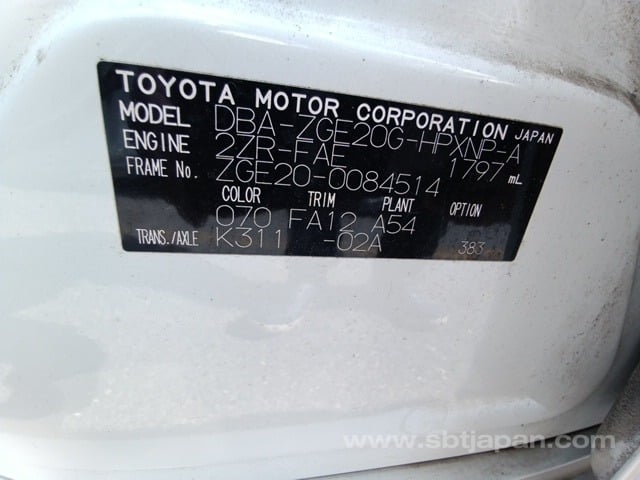 TOYOTA MOTOR CORPORATION JAPAN
MODEL DBA-ZGE20G-HPXNP-A
ENGINE 2ZR-FAE 1797 mL
FRAME No. ZGE20-0084514
COLOR TRIM PLANT OPTION
070 FA12 A54
TRANS./AXLE K311 -02A 383
www.sbtjapan.com